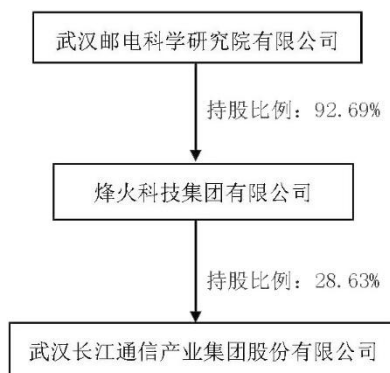 武汉邮电科学研究院有限公司
持股比例：92.69%
烽火科技集团有限公司
持股比例：28.63%
武汉长江通信产业集团股份有限公司